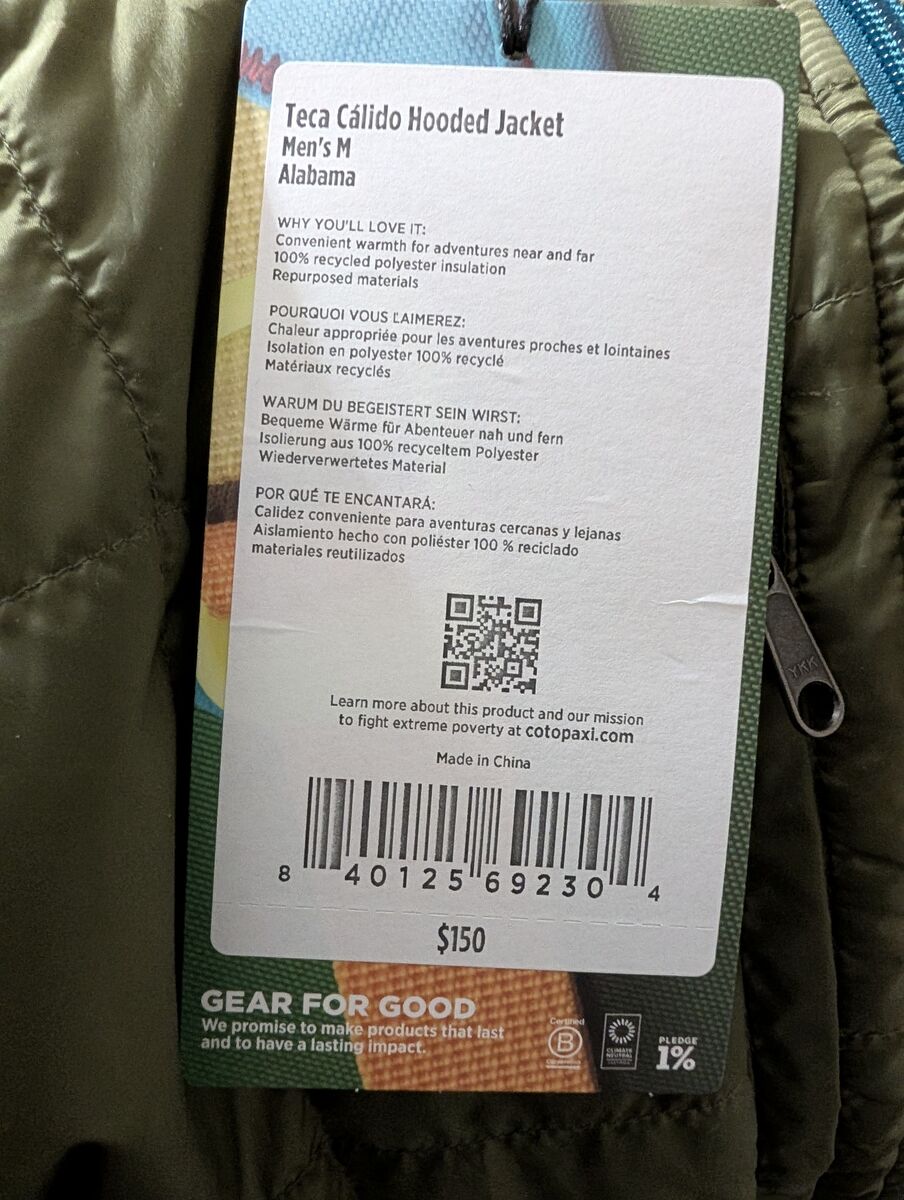 Teca Cálido Hooded Jacket
Men's M
Alabama
WHY YOU'LL LOVE IT:
Convenient warmth for adventures near and far
100% recycled polyester insulation
Repurposed materials
POURQUOI VOUS L'AIMEREZ:
Chaleur appropriée pour les aventures proches et lointaines
Isolation en polyester 100% recyclé
Matériaux recyclés
WARUM DU BEGEISTERT SEIN WIRST:
Bequeme Wärme für Abenteuer nah und fern
Isolierung aus 100% recyceltem Polyester
Wiederverwertetes Material
POR QUÉ TE ENCANTARÁ:
Calidez conveniente para aventuras cercanas y lejanas
Aislamiento hecho con poliéster 100 % reciclado
materiales reutilizados
YKK
Learn more about this product and our mission
to fight extreme poverty at cotopaxi.com
Made in China
8 40125 69230 4
$150
GEAR FOR GOOD
We promise to make products that last
and to have a lasting impact.
Certified
B
Corporation
CLIMATE
NEUTRAL
PLEDGE
1%